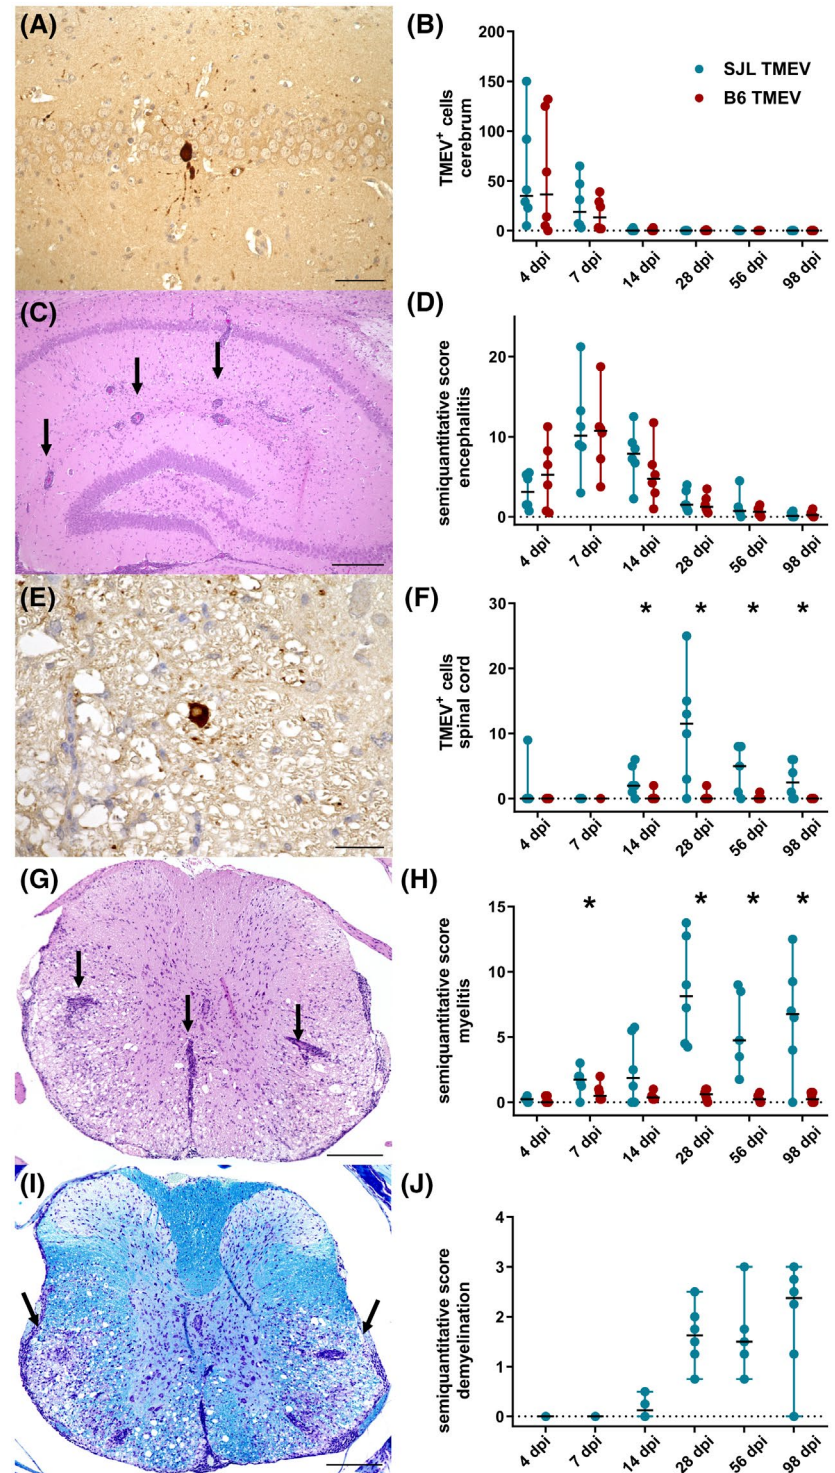 (A)
(B)
TMEV+ cells
cerebrum
200
150
100
50
0
SJL TMEV
B6 TMEV
4 dpi
7 dpi
14 dpi
28 dpi
56 dpi
98 dpi
(C)
(D)
semiquantitative score
encephalitis
20
10
0
4 dpi
7 dpi
14 dpi
28 dpi
56 dpi
98 dpi
(E)
(F)
TMEV+ cells
spinal cord
30
20
10
0
* * * *
4 dpi
7 dpi
14 dpi
28 dpi
56 dpi
98 dpi
(G)
(H)
semiquantitative score
myelitis
15
10
5
0
* * * *
4 dpi
7 dpi
14 dpi
28 dpi
56 dpi
98 dpi
(I)
(J)
semiquantitative score
demyelination
4
3
2
1
0
4 dpi
7 dpi
14 dpi
28 dpi
56 dpi
98 dpi